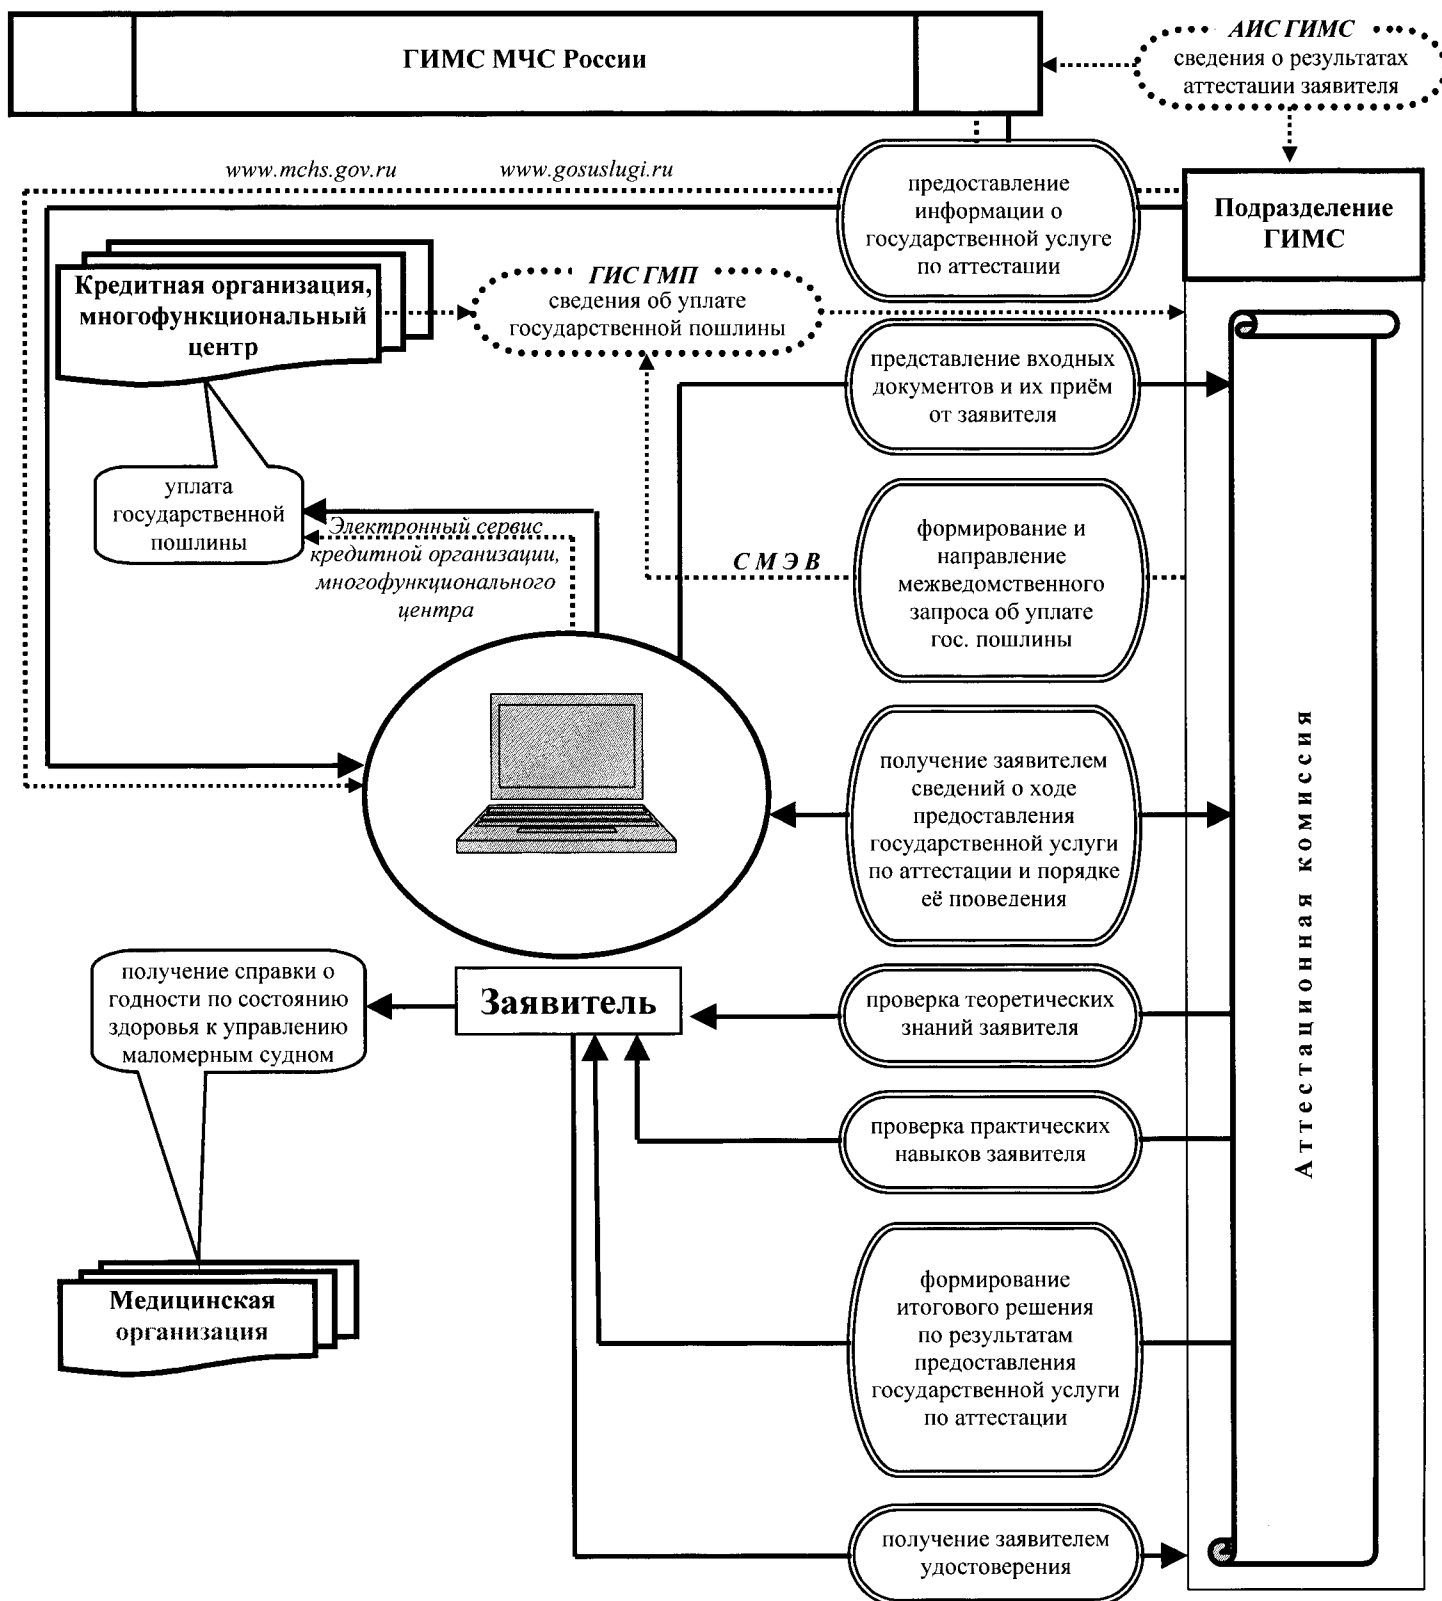 ГИМС МЧС России
АИС ГИМС
сведения о результатах
аттестации заявителя
www.mchs.gov.ru
www.gosuslugi.ru
предоставление
информации о
государственной услуге
по аттестации
Подразделение
ГИМС
Кредитная организация,
многофункциональный
центр
ГИС ГМП
сведения об уплате
государственной пошлины
представление входных
документов и их приём
от заявителя
уплата
государственной
пошлины
Электронный сервис
кредитной организации,
многофункционального
центра
С М Э В
формирование и
направление
межведомственного
запроса об уплате
гос. пошлины
получение заявителем
сведений о ходе
предоставления
государственной услуги
по аттестации и порядке
её проведения
Аттестационная комиссия
получение справки о
годности по состоянию
здоровья к управлению
маломерным судном
Заявитель
проверка теоретических
знаний заявителя
проверка практических
навыков заявителя
Медицинская
организация
формирование
итогового решения
по результатам
предоставления
государственной услуги
по аттестации
получение заявителем
удостоверения